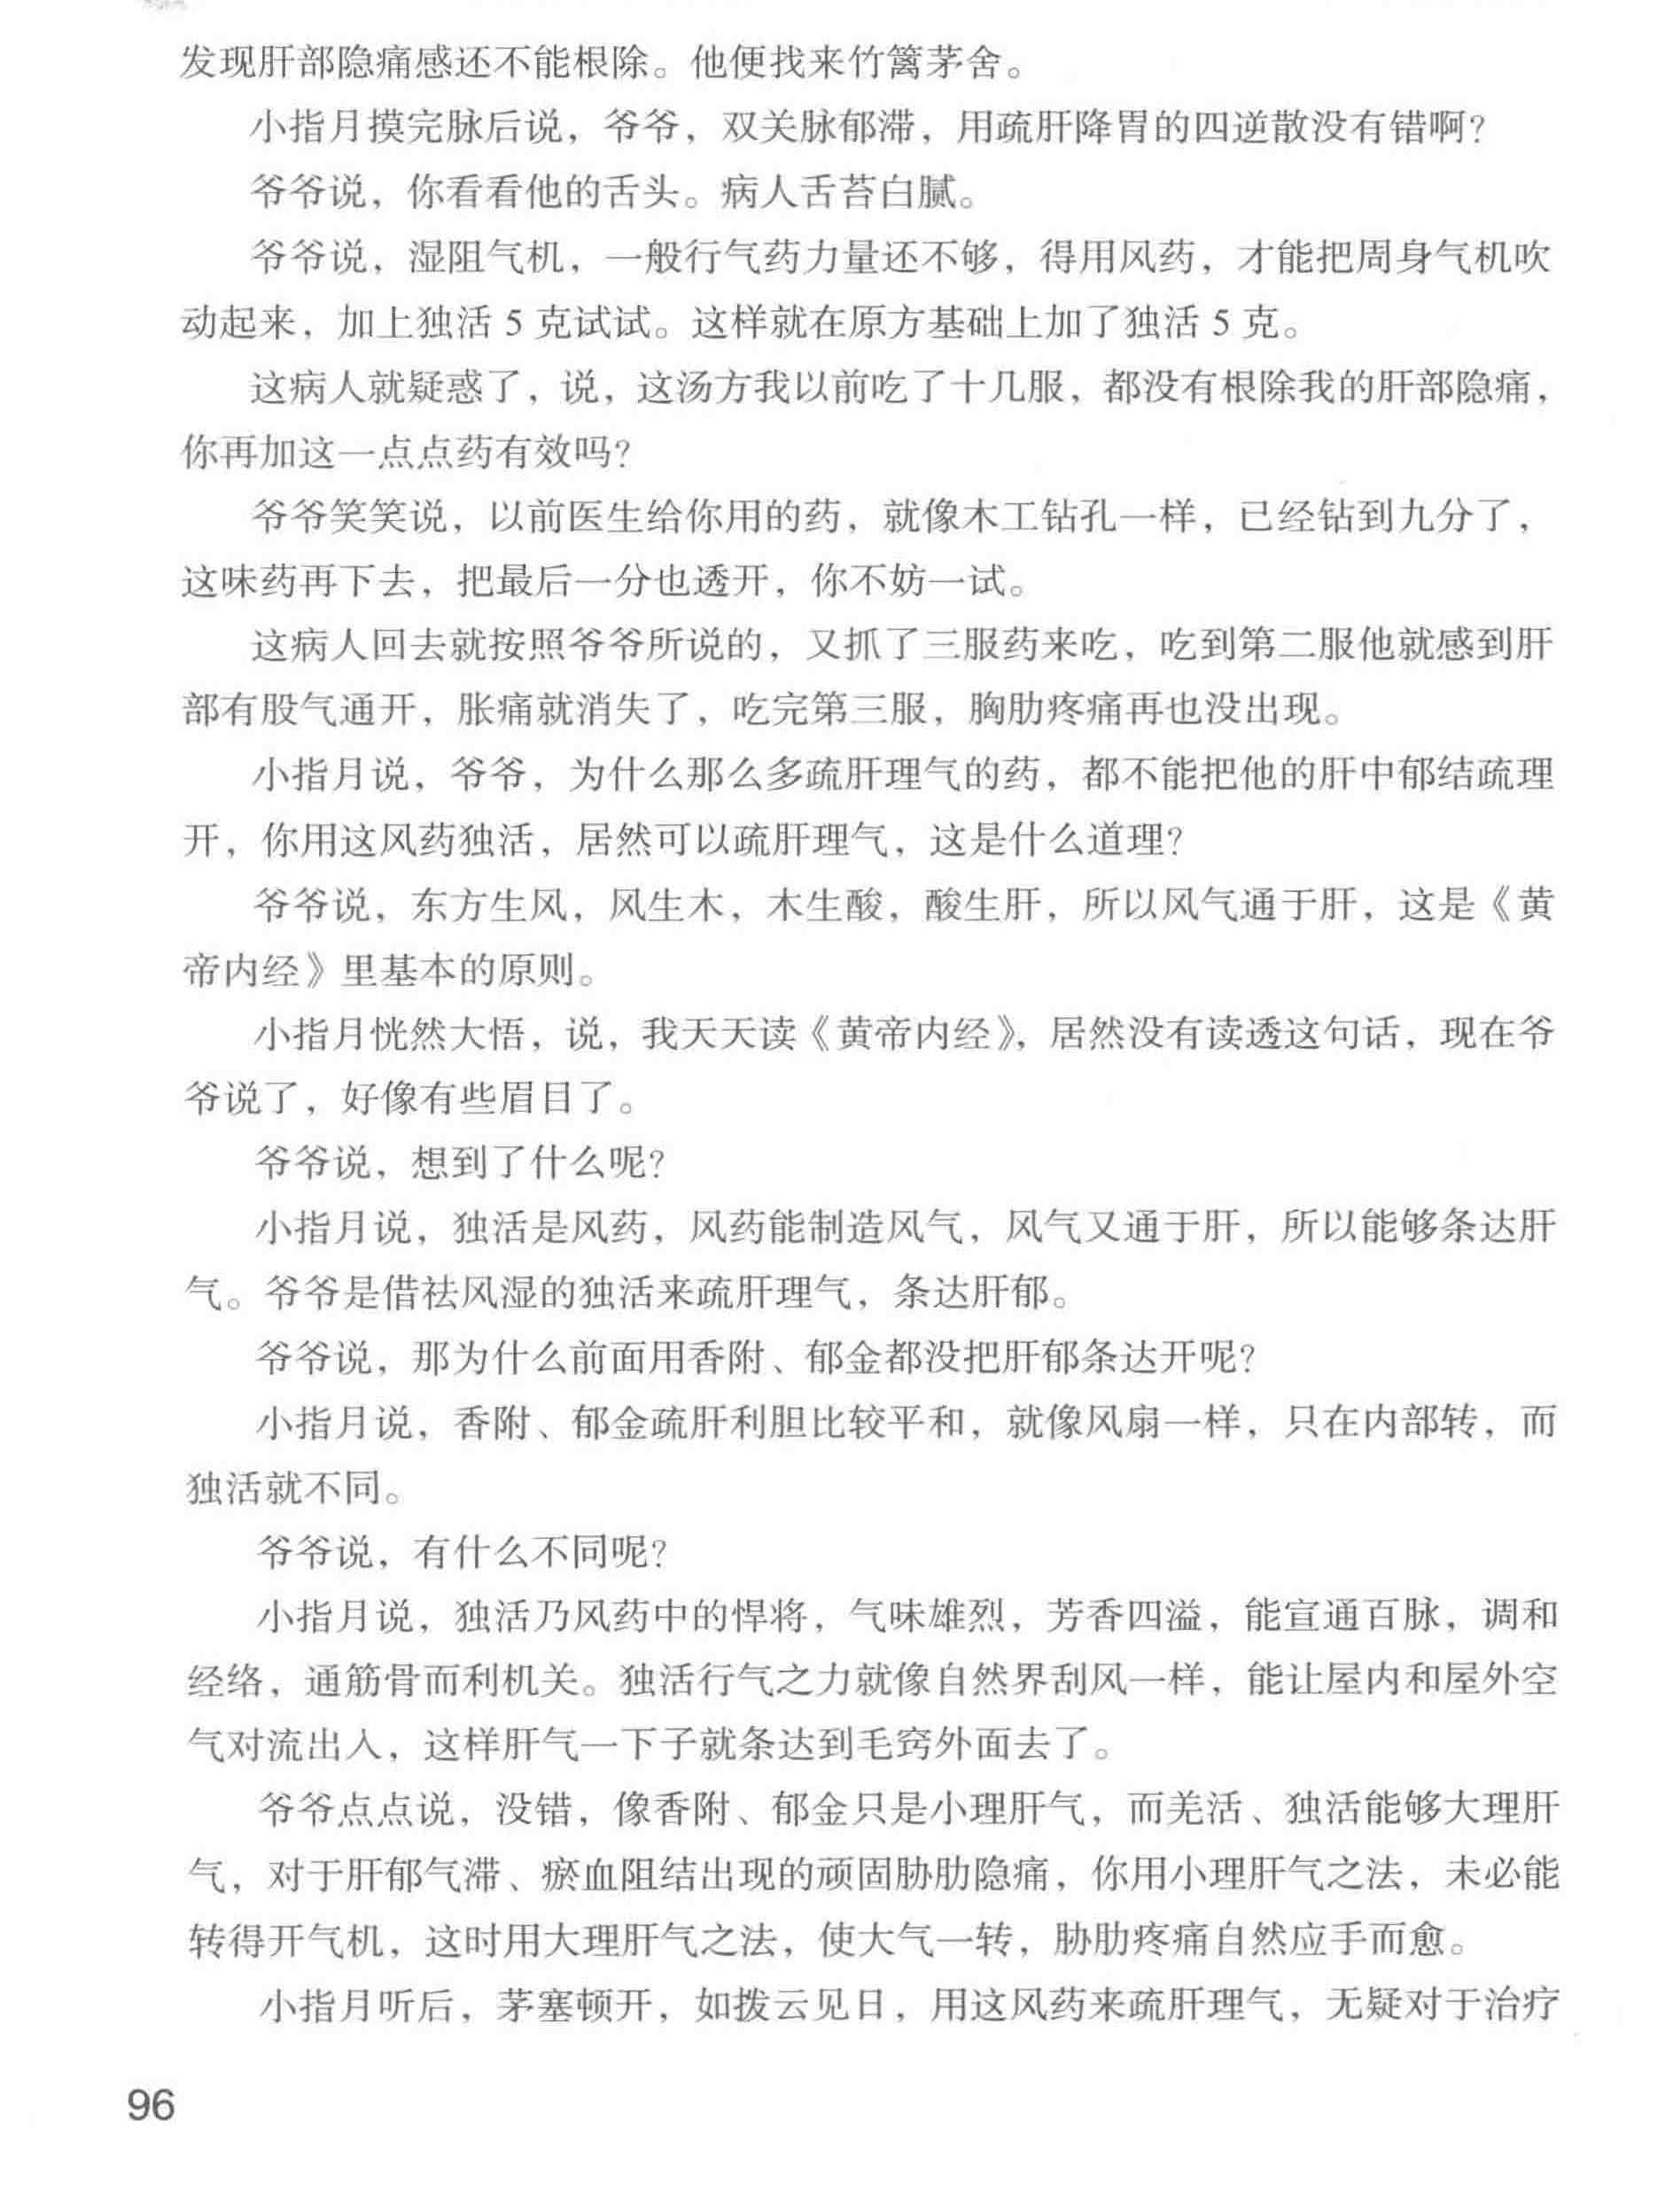 发现肝部隐痛感还不能根除。他便找来竹篱茅舍。
小指月摸完脉后说，爷爷，双关脉郁滞，用疏肝降胃的四逆散没有错啊？
爷爷说，你看看他的舌头。病人舌苔白腻。
爷爷说，湿阻气机，一般行气药力量还不够，得用风药，才能把周身气机吹
动起来，加上独活 5 克试试。这样就在原方基础上加了独活 5 克。
这病人就疑惑了，说，这汤方我以前吃了十几服，都没有根除我的肝部隐痛，
你再加这一点点药有效吗？
爷爷笑笑说，以前医生给你用的药，就像木工钻孔一样，已经钻到九分了，
这味药再下去，把最后一分也透开，你不妨一试。
这病人回去就按照爷爷所说的，又抓了三服药来吃，吃到第二服他就感到肝
部有股气通开，胀痛就消失了，吃完第三服，胸肋疼痛再也没出现。
小指月说，爷爷，为什么那么多疏肝理气的药，都不能把他的肝中郁结疏理
开，你用这风药独活，居然可以疏肝理气，这是什么道理？
爷爷说，东方生风，风生木，木生酸，酸生肝，所以风气通于肝，这是《黄
帝内经》里基本的原则。
小指月恍然大悟，说，我天天读《黄帝内经》，居然没有读透这句话，现在爷
爷说了，好像有些眉目了。
爷爷说，想到了什么呢？
小指月说，独活是风药，风药能制造风气，风气又通于肝，所以能够条达肝
气。爷爷是借祛风湿的独活来疏肝理气，条达肝郁。
爷爷说，那为什么前面用香附、郁金都没把肝郁条达开呢？
小指月说，香附、郁金疏肝利胆比较平和，就像风扇一样，只在内部转，而
独活就不同。
爷爷说，有什么不同呢？
小指月说，独活乃风药中的悍将，气味雄烈，芳香四溢，能宣通百脉，调和
经络，通筋骨而利机关。独活行气之力就像自然界刮风一样，能让屋内和屋外空
气对流出入，这样肝气一下子就条达到毛窍外面去了。
爷爷点点说，没错，像香附、郁金只是小理肝气，而羌活、独活能够大理肝
气，对于肝郁气滞、瘀血阻结出现的顽固胁肋隐痛，你用小理肝气之法，未必能
转得开气机，这时用大理肝气之法，使大气一转，胁肋疼痛自然应手而愈。
小指月听后，茅塞顿开，如拨云见日，用这风药来疏肝理气，无疑对于治疗
96